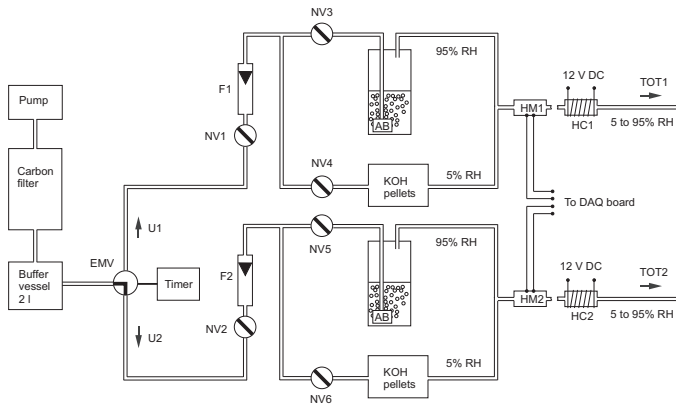 NV3
95% RH
F1
12 V DC
TOT1
Pump
AB
HM1
HC1
5 to 95% RH
NV1
NV4
KOH
pellets
5% RH
Carbon
filter
To DAQ board
U1
EMV
F2
NV5
95% RH
12 V DC
TOT2
Buffer
vessel
2 l
Timer
AB
HM2
HC2
5 to 95% RH
U2
NV2
5% RH
KOH
pellets
NV6